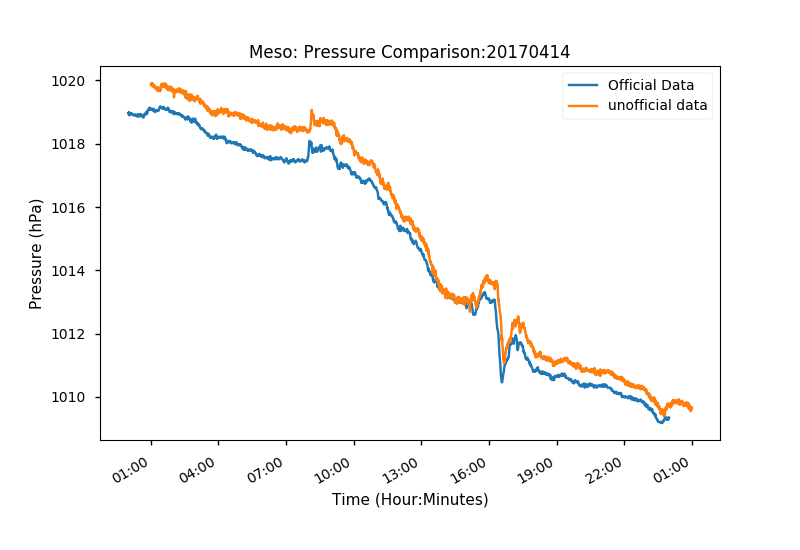 Meso: Pressure Comparison:20170414
Official Data
unofficial data
Pressure (hPa)
1020
1018
1016
1014
1012
1010
01:00 04:00 07:00 10:00 13:00 16:00 19:00 22:00 01:00
Time (Hour:Minutes)